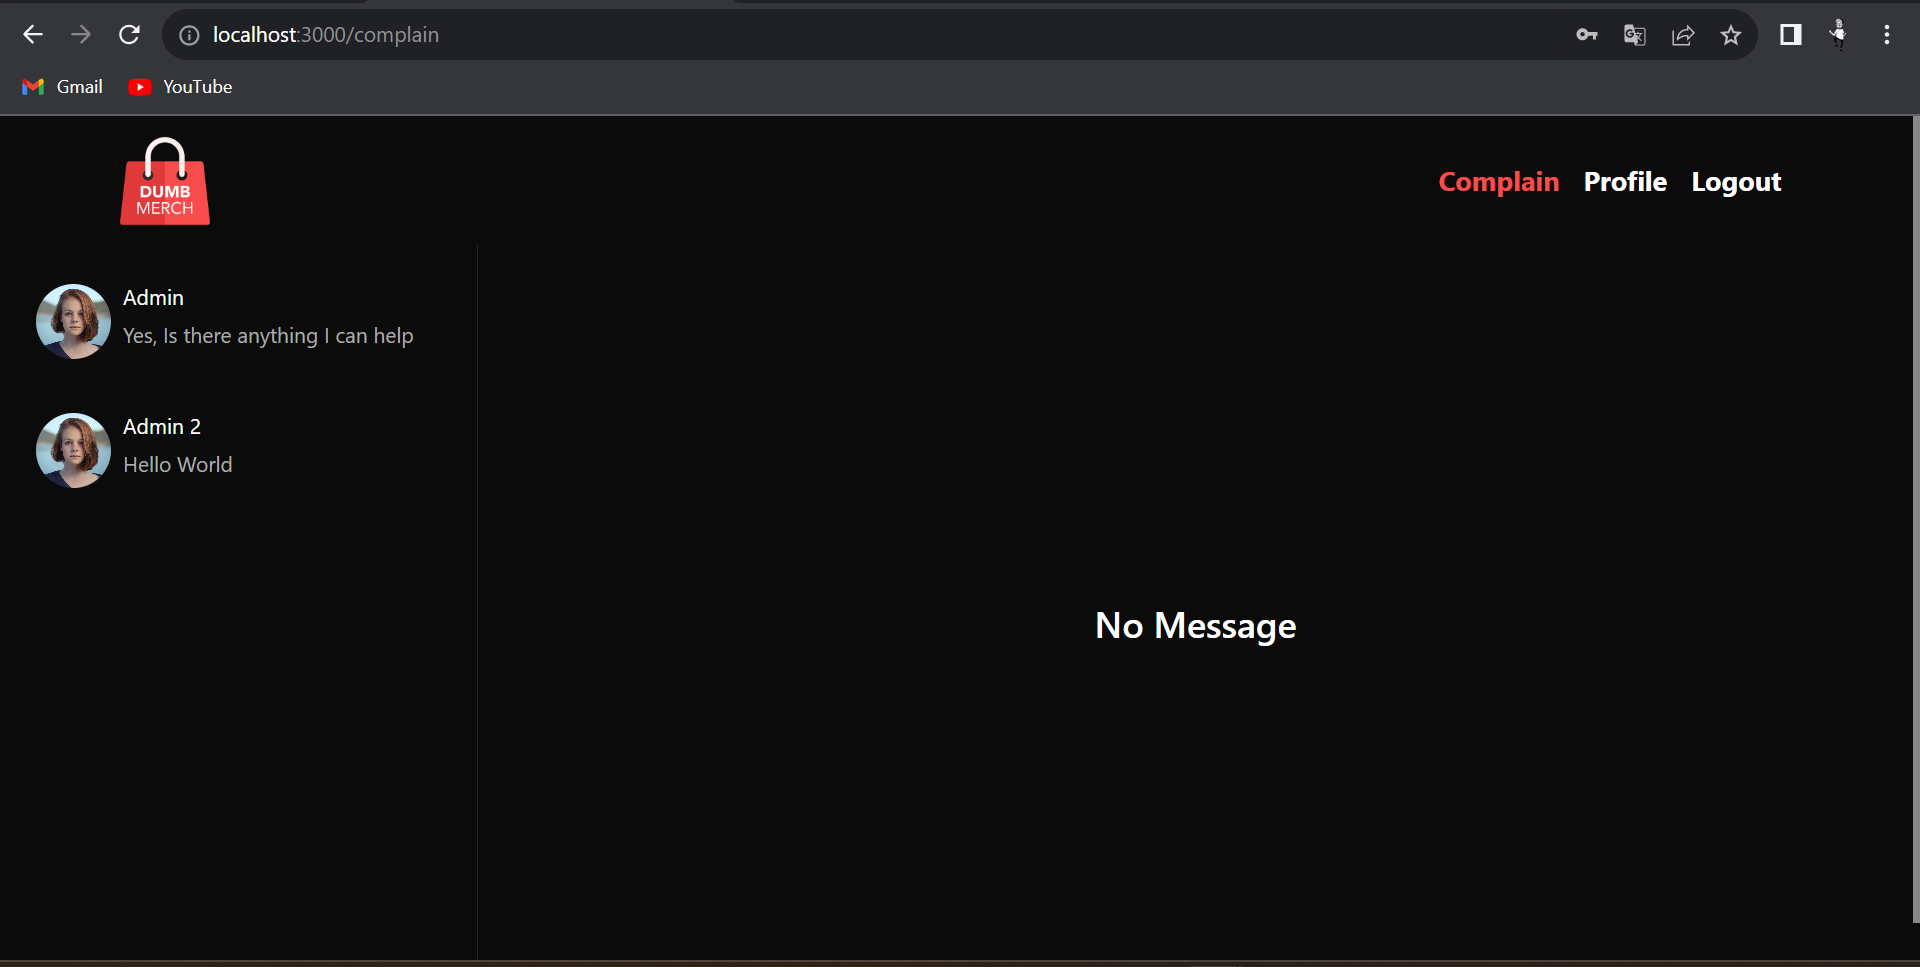 localhost:3000/complain
Gmail YouTube
DUMB
MERCH
Complain Profile Logout
Admin
Yes, Is there anything I can help
Admin 2
Hello World
No Message